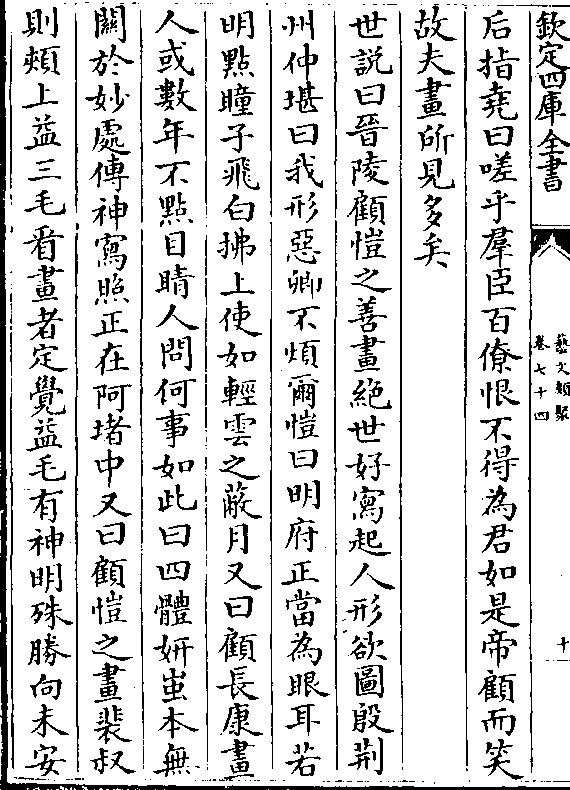 欽定四庫全書
藝文類聚
卷七十四
十
后指堯曰嗟乎羣臣百僚恨不得為君如是帝顧而笑
故夫畫所見多矣
世説曰晉陵顧愷之善畫絶世好寫起人形欲圖殷荆
州仲堪曰我形惡卿不煩爾愷曰明府正當為眼耳若
明點瞳子飛白拂上使如輕雲之蔽月又曰顧長康畫
人或數年不點目睛人問何事如此曰四體妍蚩本無
關於妙處傳神寫照正在阿堵中又曰顧愷之畫裴叔
則頰上益三毛看畫者定覺益毛有神明殊勝向未安